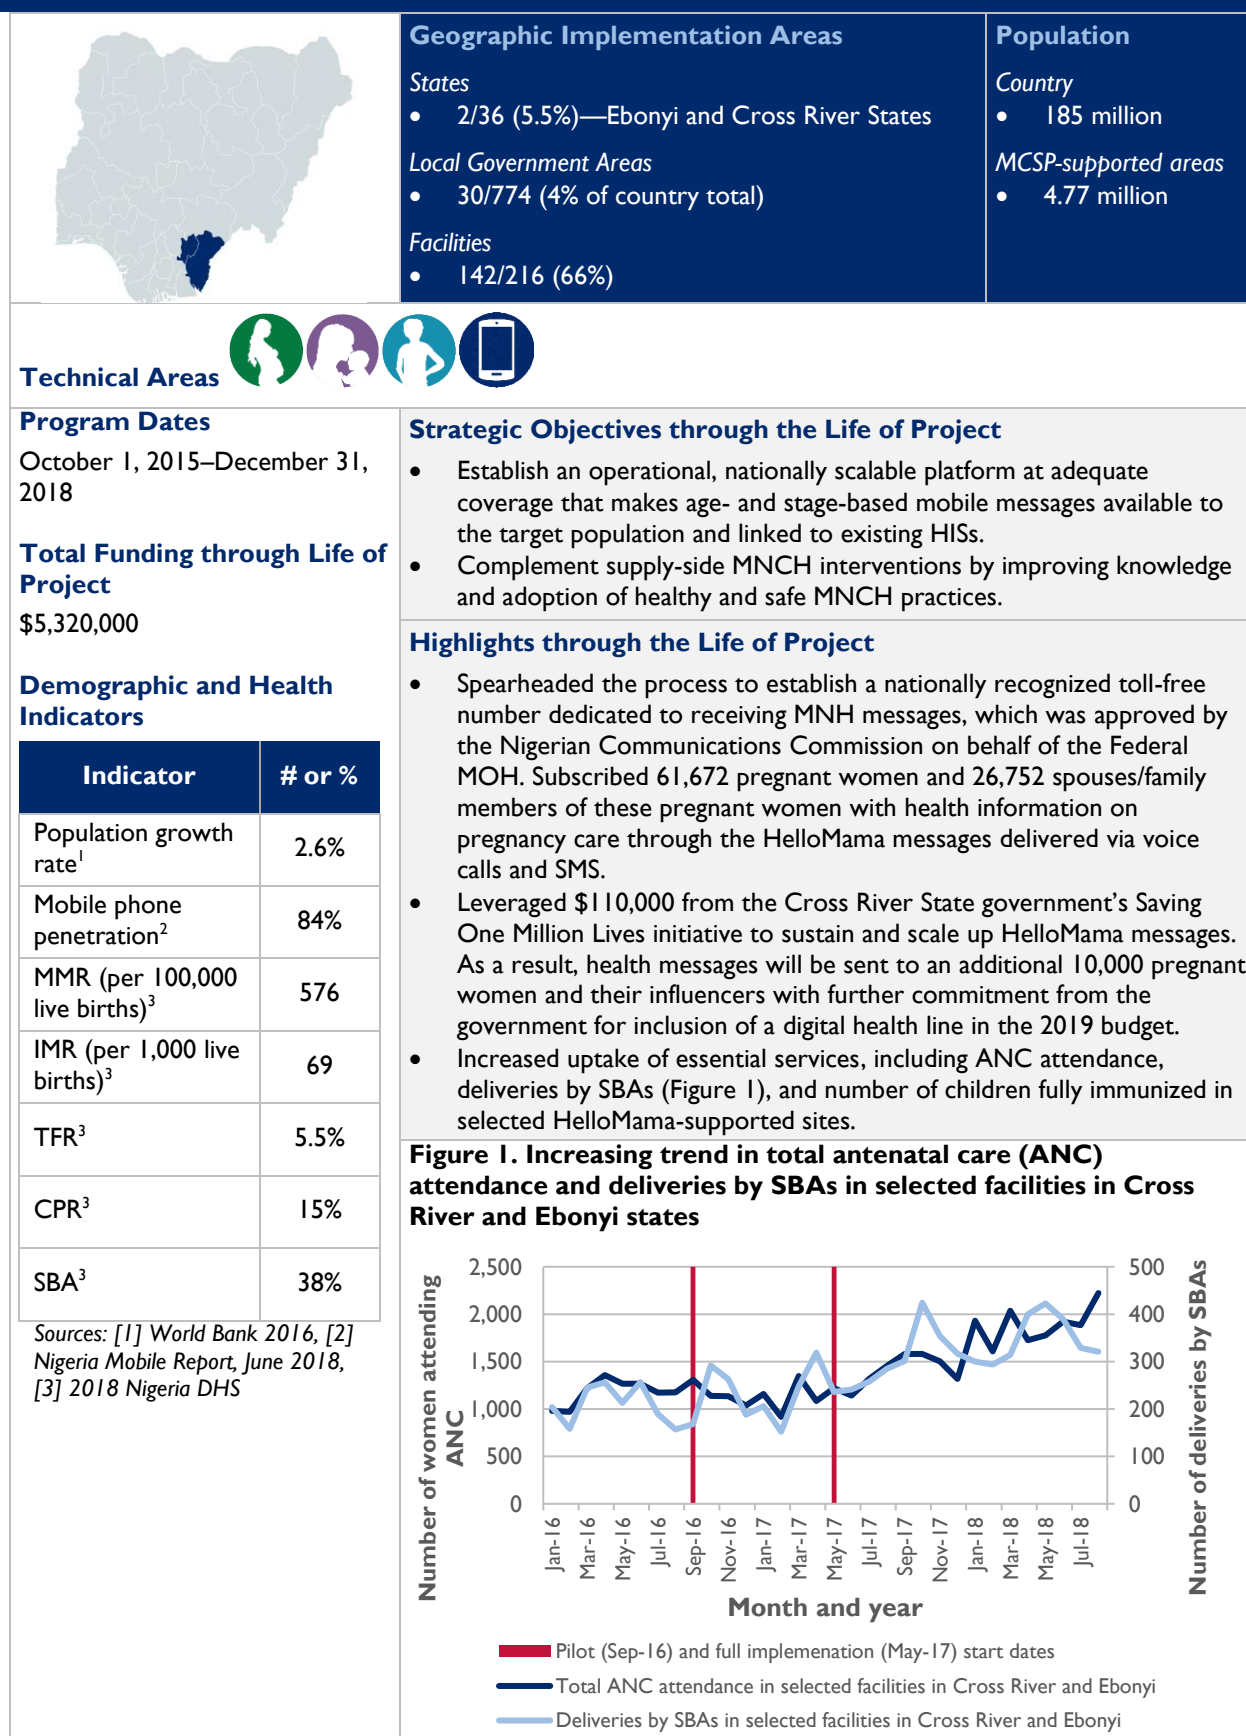 Geographic Implementation Areas
States
• 2/36 (5.5%)—Ebonyi and Cross River States
Local Government Areas
• 30/774 (4% of country total)
Facilities
• 142/216 (66%)
Population
Country
• 185 million
MCSP-supported areas
• 4.77 million
Technical Areas
Program Dates
October 1, 2015–December 31,
2018
Total Funding through Life of
Project
$5,320,000
Demographic and Health
Indicators
Indicator # or %
Population growth
rate1 2.6%
Mobile phone
penetration2 84%
MMR (per 100,000
live births)3 576
IMR (per 1,000 live
births)3 69
TFR3 5.5%
CPR3 15%
SBA3 38%
Sources: [1] World Bank 2016, [2]
Nigeria Mobile Report, June 2018,
[3] 2018 Nigeria DHS
Strategic Objectives through the Life of Project
• Establish an operational, nationally scalable platform at adequate
coverage that makes age- and stage-based mobile messages available to
the target population and linked to existing HISs.
• Complement supply-side MNCH interventions by improving knowledge
and adoption of healthy and safe MNCH practices.
Highlights through the Life of Project
• Spearheaded the process to establish a nationally recognized toll-free
number dedicated to receiving MNH messages, which was approved by
the Nigerian Communications Commission on behalf of the Federal
MOH. Subscribed 61,672 pregnant women and 26,752 spouses/family
members of these pregnant women with health information on
pregnancy care through the HelloMama messages delivered via voice
calls and SMS.
• Leveraged $110,000 from the Cross River State government's Saving
One Million Lives initiative to sustain and scale up HelloMama messages.
As a result, health messages will be sent to an additional 10,000 pregnant
women and their influencers with further commitment from the
government for inclusion of a digital health line in the 2019 budget.
• Increased uptake of essential services, including ANC attendance,
deliveries by SBAs (Figure 1), and number of children fully immunized in
selected HelloMama-supported sites.
Figure 1. Increasing trend in total antenatal care (ANC)
attendance and deliveries by SBAs in selected facilities in Cross
River and Ebonyi states
Number of women attending
ANC
2,500
2,000
1,500
1,000
500
0
500
400
300
200
100
0
Number of deliveries by SBAs
Jan-16
Mar-16
May-16
Jul-16
Sep-16
Nov-16
Jan-17
Mar-17
May-17
Jul-17
Sep-17
Nov-17
Jan-18
Mar-18
May-18
Jul-18
Month and year
Pilot (Sep-16) and full implemenation (May-17) start dates
Total ANC attendance in selected facilities in Cross River and Ebonyi
Deliveries by SBAs in selected facilities in Cross River and Ebonyi